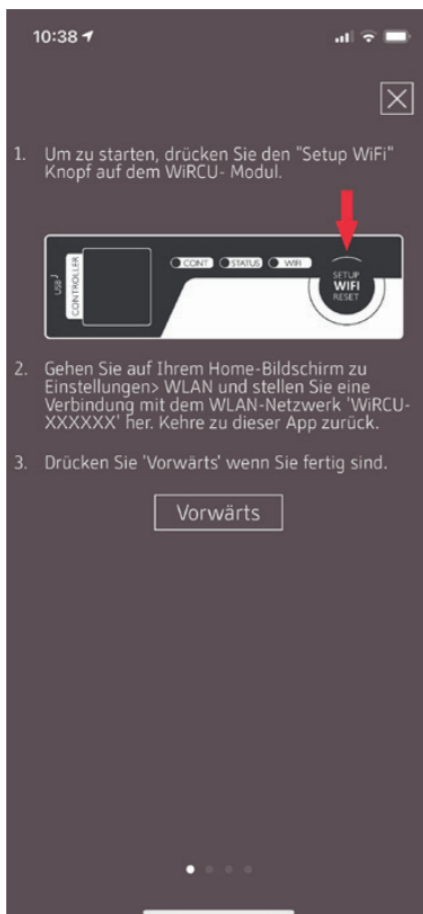 10:38
1. Um zu starten, drücken Sie den "Setup WiFi"
Knopf auf dem WiRCU- Modul.
USB
CONTROLLER
CONT
STATUS
WIFI
SETUP
WIFI
RESET
2. Gehen Sie auf Ihrem Home-Bildschirm zu
Einstellungen> WLAN und stellen Sie eine
Verbindung mit dem WLAN-Netzwerk 'WiRCU-
XXXXXX' her. Kehre zu dieser App zurück.
3. Drücken Sie 'Vorwärts' wenn Sie fertig sind.
Vorwärts